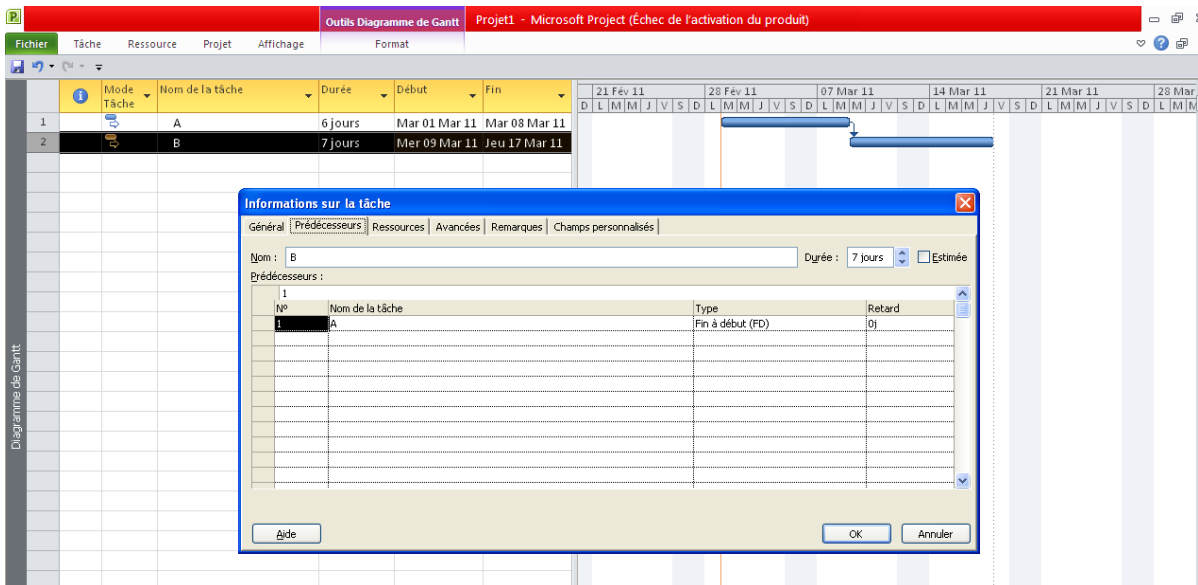 Outils Diagramme de Gantt Projet1 - Microsoft Project (Échec de l'activation du produit)
Fichier Tâche Ressource Projet Affichage Format
Mode Tâche Nom de la tâche Durée Début Fin
21 Fév 11 28 Fév 11 07 Mar 11 14 Mar 11 21 Mar 11 28 Mar
D L M M J V S D L M M J V S D L M M J V S D L M M J V S D L M M J V S D L M M
1 A 6 jours Mar 01 Mar 11 Mar 08 Mar 11
2 B 7 jours Mer 09 Mar 11 Jeu 17 Mar 11
Diagramme de Gantt
Informations sur la tâche
Général Prédécesseurs Ressources Avancées Remarques Champs personnalisés
Nom : B Durée : 7 jours Estimée
Prédécesseurs :
1
Nº Nom de la tâche Type Retard
1 A Fin à début (FD) 0j
Aide OK Annuler